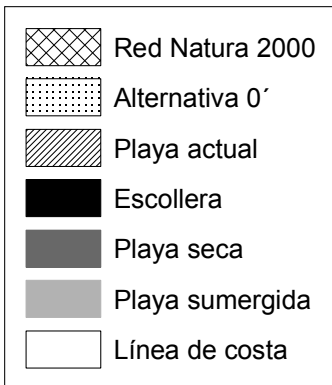 Red Natura 2000
Alternativa 0´
Playa actual
Escollera
Playa seca
Playa sumergida
Línea de costa